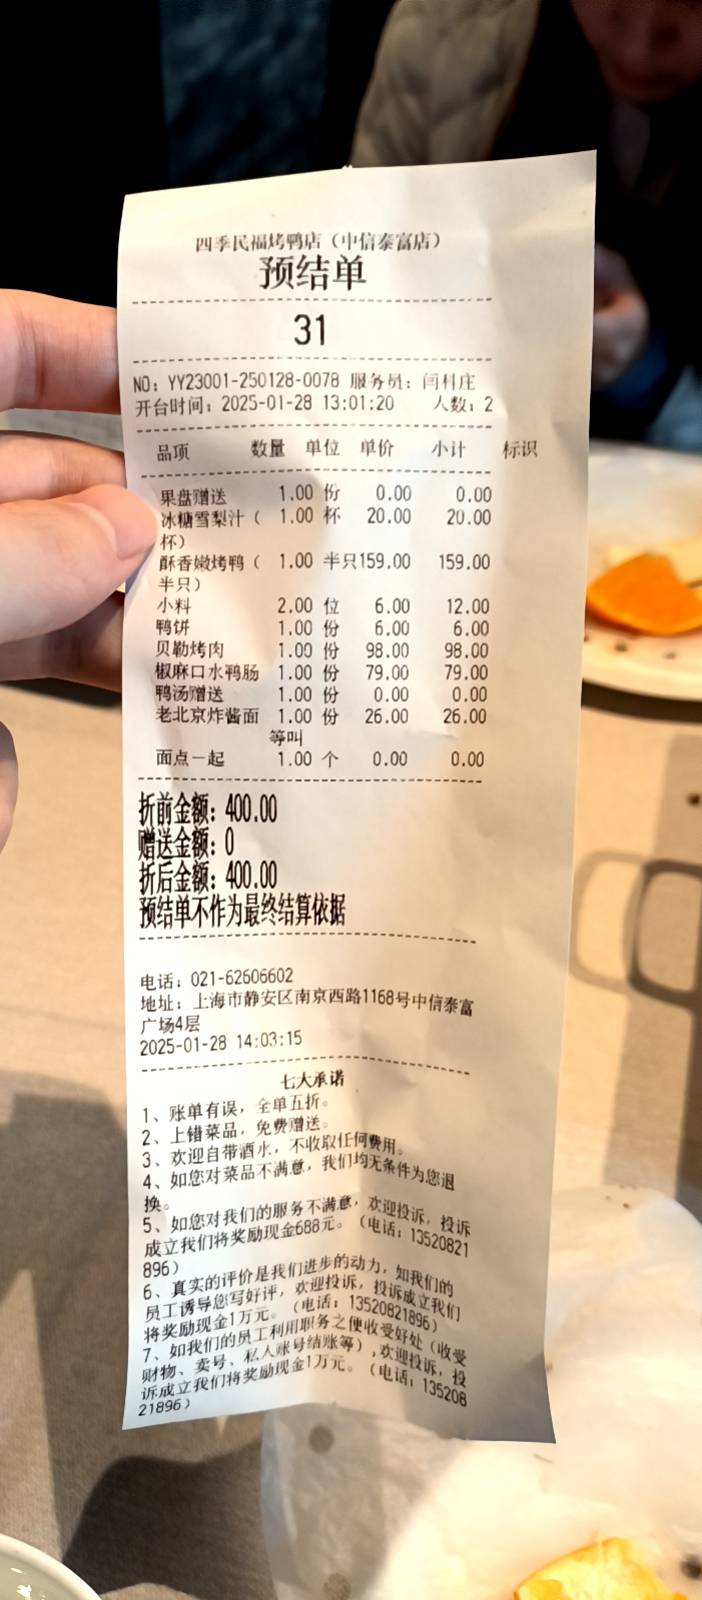 四季民福烤鸭店（中信泰富店）
预结单
31
NO：YY23001-250128-0078 服务员：闫科庄
开台时间：2025-01-28 13:01:20 人数：2
品项 数量 单位 单价 小计 标识
果盘赠送 1.00 份 0.00 0.00
冰糖雪梨汁（ 1.00 杯 20.00 20.00
杯）
酥香嫩烤鸭（ 1.00 半只159.00 159.00
半只）
小料 2.00 位 6.00 12.00
鸭饼 1.00 份 6.00 6.00
贝勒烤肉 1.00 份 98.00 98.00
椒麻口水鸭肠 1.00 份 79.00 79.00
鸭汤赠送 1.00 份 0.00 0.00
老北京炸酱面 1.00 份 26.00 26.00
等叫
面点一起 1.00 个 0.00 0.00
折前金额：400.00
赠送金额：0
折后金额：400.00
预结单不作为最终结算依据
电话：021-62606602
地址：上海市静安区南京西路1168号中信泰富
广场4层
2025-01-28 14:03:15
七大承诺
1、账单有误，全单五折。
2、上错菜品，免费赠送。
3、欢迎自带酒水，不收取任何费用。
4、如您对菜品不满意，我们均无条件为您退
换。
5、如您对我们的服务不满意，欢迎投诉，投诉
成立我们将奖励现金688元。（电话：13520821
896）
6、真实的评价是我们进步的动力，如我们的
员工诱导您写好评，欢迎投诉，投诉成立我们
将奖励现金1万元。（电话：13520821896）
7、如我们的员工利用职务之便收受好处（收受
财物、卖号、私人账号结账等）,欢迎投诉，投
诉成立我们将奖励现金1万元。（电话：135208
21896）